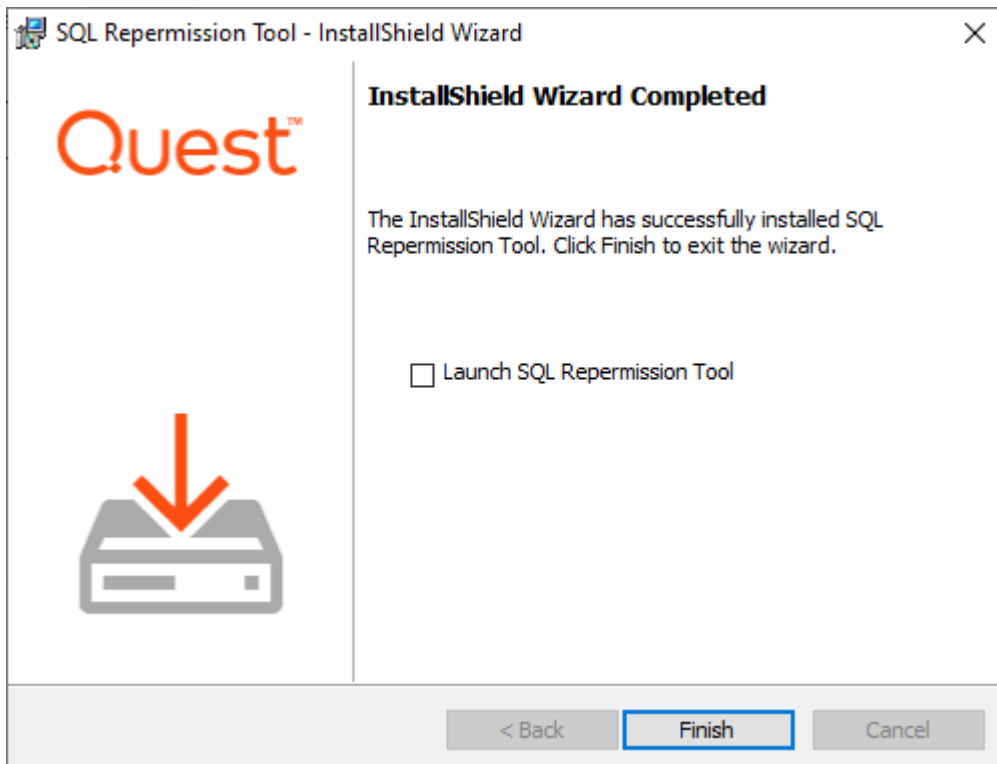 SQL Repermission Tool - InstallShield Wizard
Quest™
InstallShield Wizard Completed
The InstallShield Wizard has successfully installed SQL
Repermission Tool. Click Finish to exit the wizard.
Launch SQL Repermission Tool
< Back
Finish
Cancel